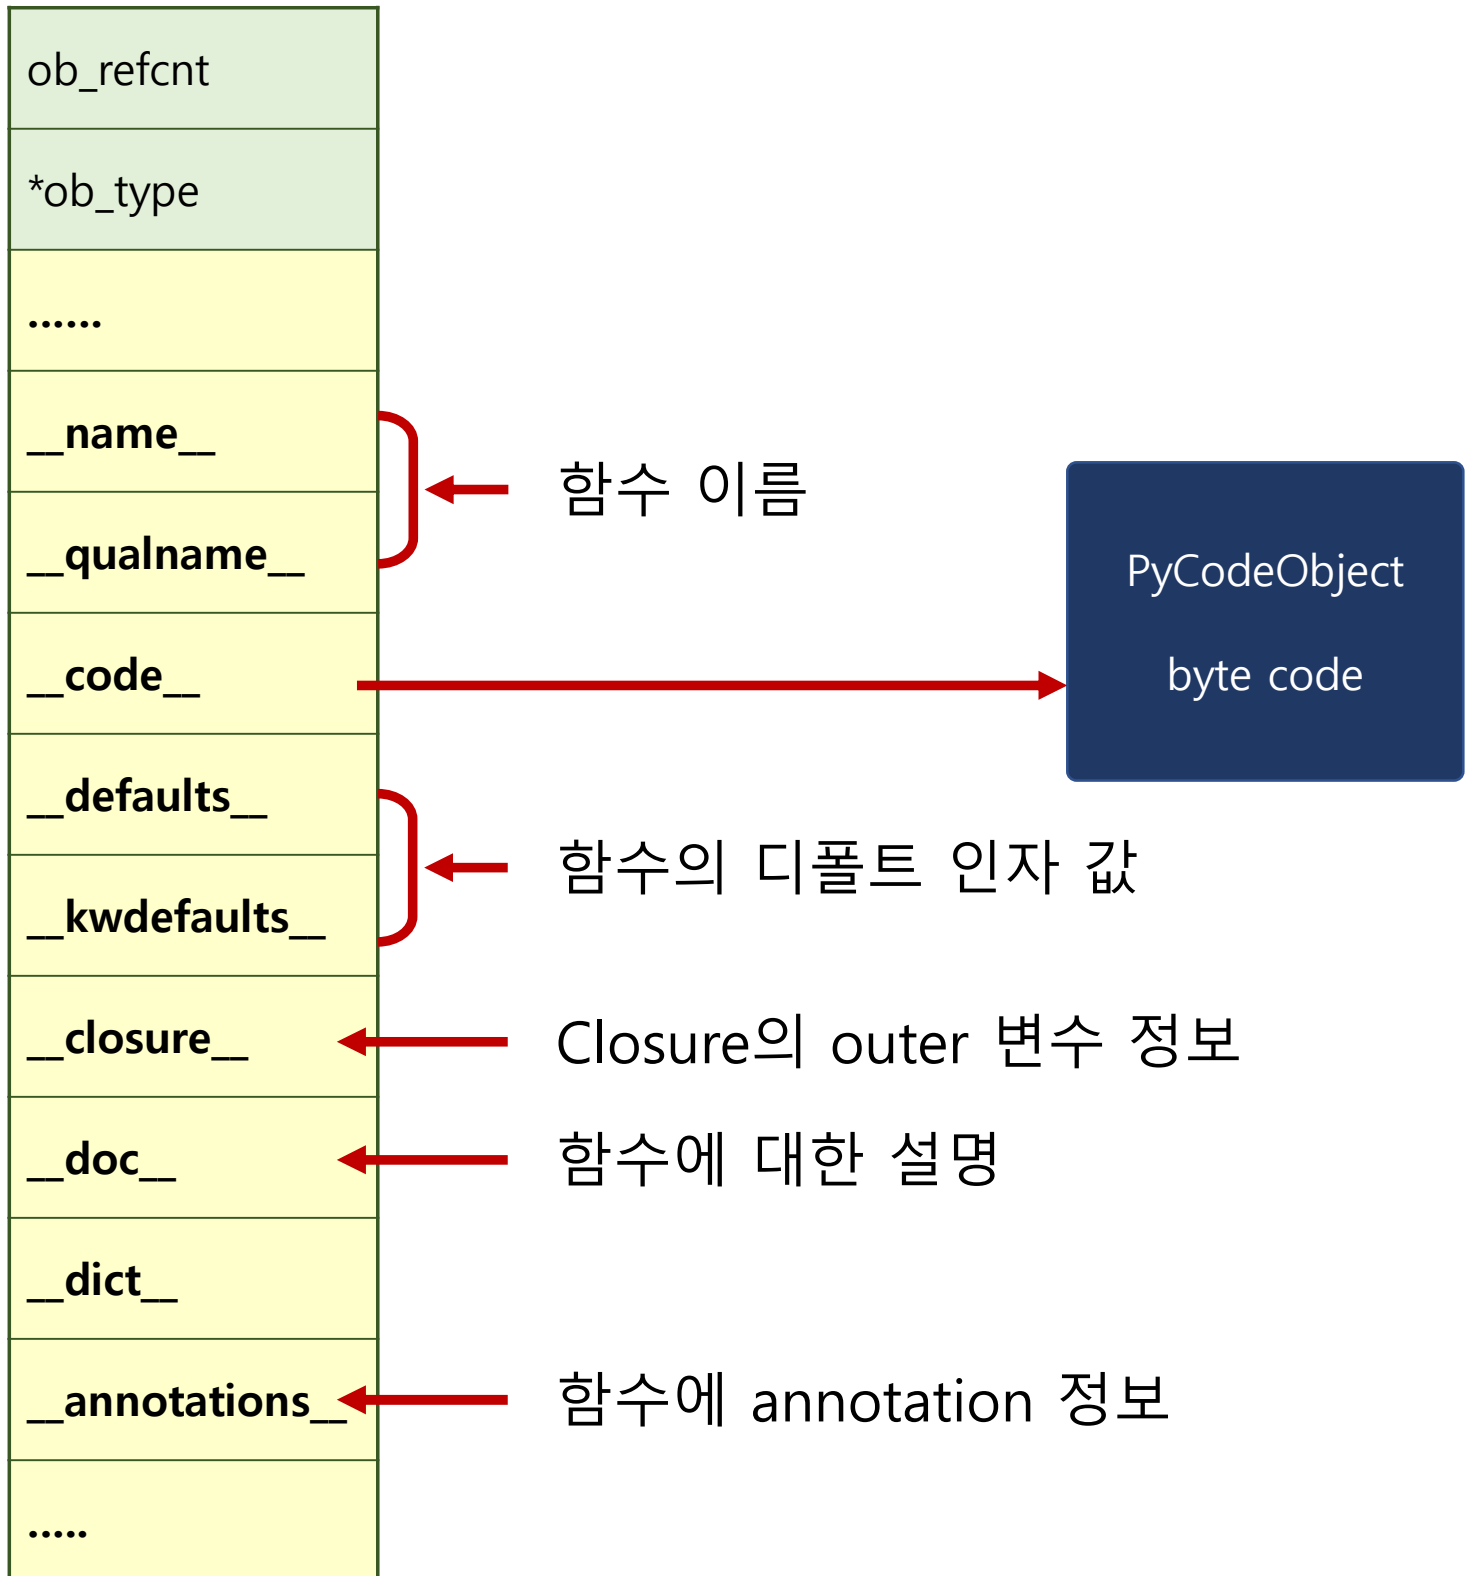 ob_refcnt
*ob_type
......
__name__
함수 이름
__qualname__
PyCodeObject
byte code
__code__
__defaults__
함수의 디폴트 인자 값
__kwdefaults__
__closure__
Closure의 outer 변수 정보
__doc__
함수에 대한 설명
__dict__
__annotations__
함수에 annotation 정보
.....